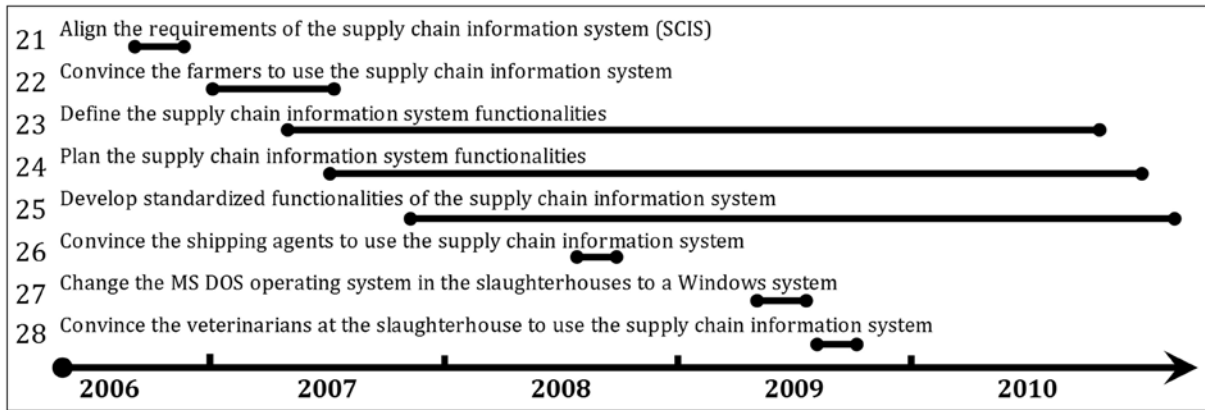 21 Align the requirements of the supply chain information system (SCIS)
22 Convince the farmers to use the supply chain information system
23 Define the supply chain information system functionalities
24 Plan the supply chain information system functionalities
25 Develop standardized functionalities of the supply chain information system
26 Convince the shipping agents to use the supply chain information system
27 Change the MS DOS operating system in the slaughterhouses to a Windows system
28 Convince the veterinarians at the slaughterhouse to use the supply chain information system
2006 2007 2008 2009 2010